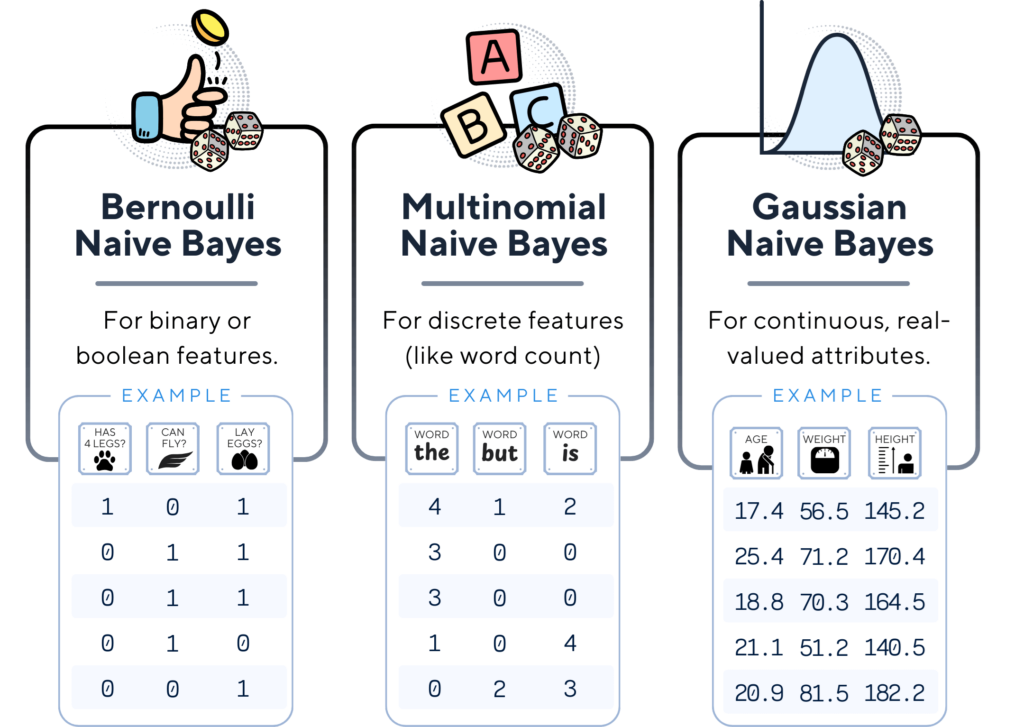 A
B
C
Bernoulli
Naive Bayes
For binary or
boolean features.
EXAMPLE
HAS
4 LEGS?
CAN
FLY?
LAY
EGGS?
1 0 1
0 1 1
0 1 1
0 1 0
0 0 1
Multinomial
Naive Bayes
For discrete features
(like word count)
EXAMPLE
WORD
the
WORD
but
WORD
is
4 1 2
3 0 0
3 0 0
1 0 4
0 2 3
Gaussian
Naive Bayes
For continuous, real-
valued attributes.
EXAMPLE
AGE
WEIGHT
HEIGHT
17.4 56.5 145.2
25.4 71.2 170.4
18.8 70.3 164.5
21.1 51.2 140.5
20.9 81.5 182.2